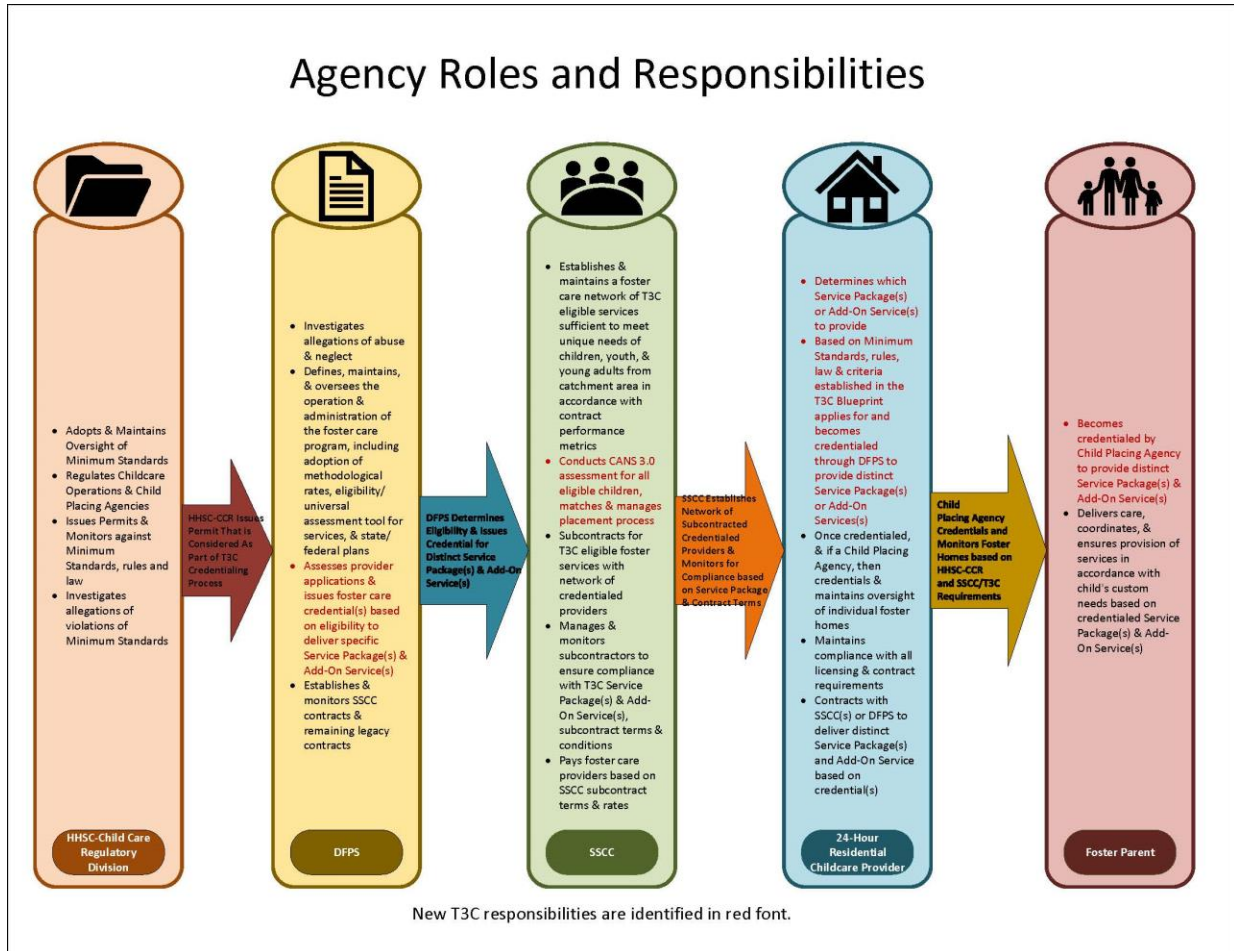 Agency Roles and Responsibilities
• Adopts & Maintains
Oversight of
Minimum Standards
• Regulates Childcare
Operations & Child
Placing Agencies
• Issues Permits &
Monitors against
Minimum
Standards, rules and
law
• Investigates
allegations of
violations of
Minimum Standards
HHSC-Child Care
Regulatory
Division
HHSC-CCR Issues
Permit That is
Considered As
Part of T3C
Credentialing
Process
• Investigates
allegations of abuse
& neglect
• Defines, maintains,
& oversees the
operation &
administration of
the foster care
program, including
adoption of
methodological
rates, eligibility/
universal
assessment tool for
services, & state/
federal plans
• Assesses provider
applications &
issues foster care
credential(s) based
on eligibility to
deliver specific
Service Package(s) &
Add-On Service(s)
• Establishes &
monitors SSCC
contracts &
remaining legacy
contracts
DFPS
DFPS Determines
Eligibility & Issues
Credential for
Distinct Service
Package(s) & Add-On
Service(s)
• Establishes &
maintains a foster
care network of T3C
eligible services
sufficient to meet
unique needs of
children, youth, &
young adults from
catchment area in
accordance with
contract
performance
metrics
• Conducts CANS 3.0
assessment for all
eligible children,
matches & manages
placement process
• Subcontracts for
T3C eligible foster
services with
network of
credentialed
providers
• Manages &
monitors
subcontractors to
ensure compliance
with T3C Service
Package(s) & Add-
On Service(s),
subcontract terms &
conditions
• Pays foster care
providers based on
SSCC subcontract
terms & rates
SSCC
SSCC Establishes
Network of
Subcontracted
Credentialed
Providers &
Monitors for
Compliance based
on Service Package
& Contract Terms
• Determines which
Service Package(s)
or Add-On Service(s)
to provide
• Based on Minimum
Standards, rules,
law & criteria
established in the
T3C Blueprint
applies for and
becomes
credentialed
through DFPS to
provide distinct
Service Package(s)
or Add-On
Services(s)
• Once credentialed,
& if a Child Placing
Agency, then
credentials &
maintains oversight
of individual foster
homes
• Maintains
compliance with all
licensing & contract
requirements
• Contracts with
SSCC(s) or DFPS to
deliver distinct
Service Package(s)
and Add-On Service
based on
credential(s)
24-Hour
Residential
Childcare Provider
Child
Placing Agency
Credentials and
Monitors Foster
Homes based on
HHSC-CCR
and SSCC/T3C
Requirements
• Becomes
credentialed by
Child Placing Agency
to provide distinct
Service Package(s) &
Add-On Service(s)
• Delivers care,
coordinates, &
ensures provision of
services in
accordance with
child's custom
needs based on
credentialed Service
Package(s) & Add-
On Service(s)
Foster Parent
New T3C responsibilities are identified in red font.